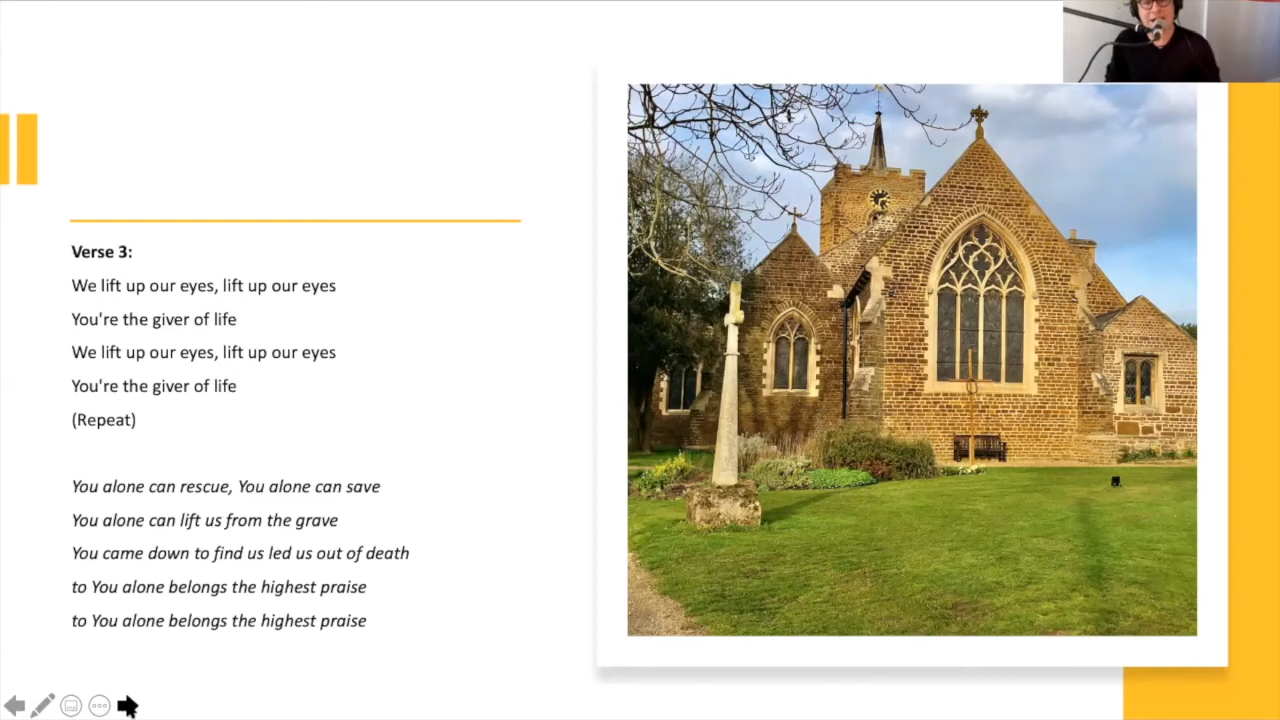 Verse 3:
We lift up our eyes, lift up our eyes
You're the giver of life
We lift up our eyes, lift up our eyes
You're the giver of life
(Repeat)
You alone can rescue, You alone can save
You alone can lift us from the grave
You came down to find us led us out of death
to You alone belongs the highest praise
to You alone belongs the highest praise